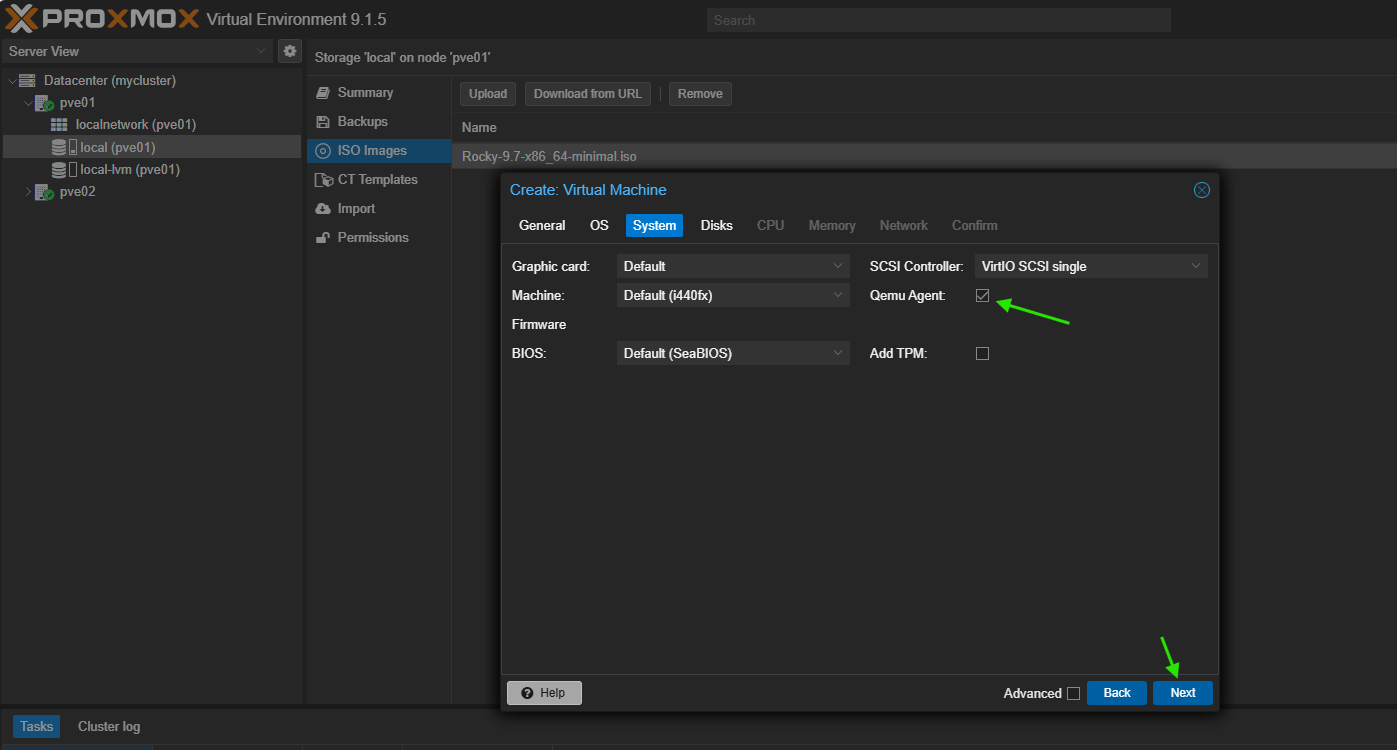 PROXMOX Virtual Environment 9.1.5
Search
Server View
Datacenter (mycluster)
pve01
localnetwork (pve01)
local (pve01)
local-lvm (pve01)
pve02
Storage 'local' on node 'pve01'
Summary
Backups
ISO Images
CT Templates
Import
Permissions
Upload
Download from URL
Remove
Name
Rocky-9.7-x86_64-minimal.iso
Create: Virtual Machine
General OS System Disks CPU Memory Network Confirm
Graphic card: Default
SCSI Controller: VirtIO SCSI single
Machine: Default (i440fx)
Qemu Agent:
Firmware
BIOS: Default (SeaBIOS)
Add TPM:
Help
Advanced
Back
Next
Tasks
Cluster log